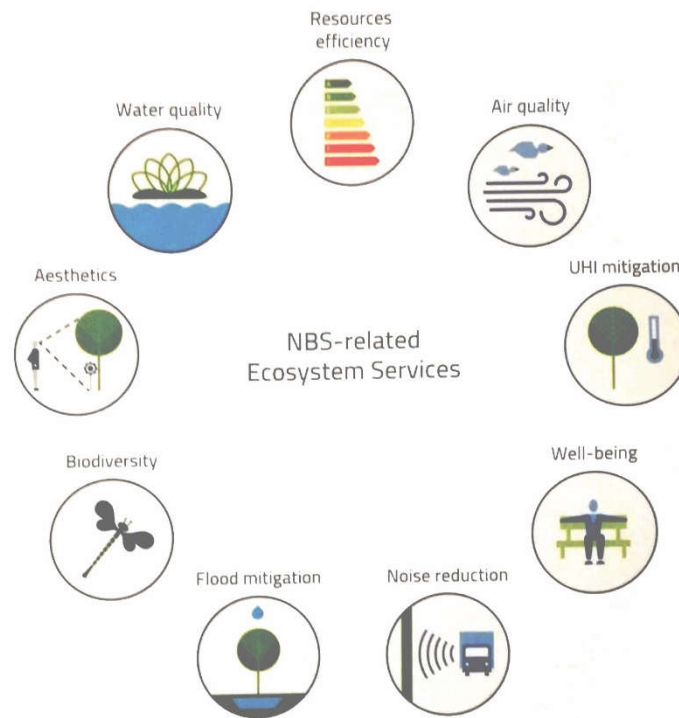 Resources
efficiency
Water quality
Air quality
Aesthetics
UHI mitigation
NBS-related
Ecosystem Services
Biodiversity
Well-being
Flood mitigation
Noise reduction